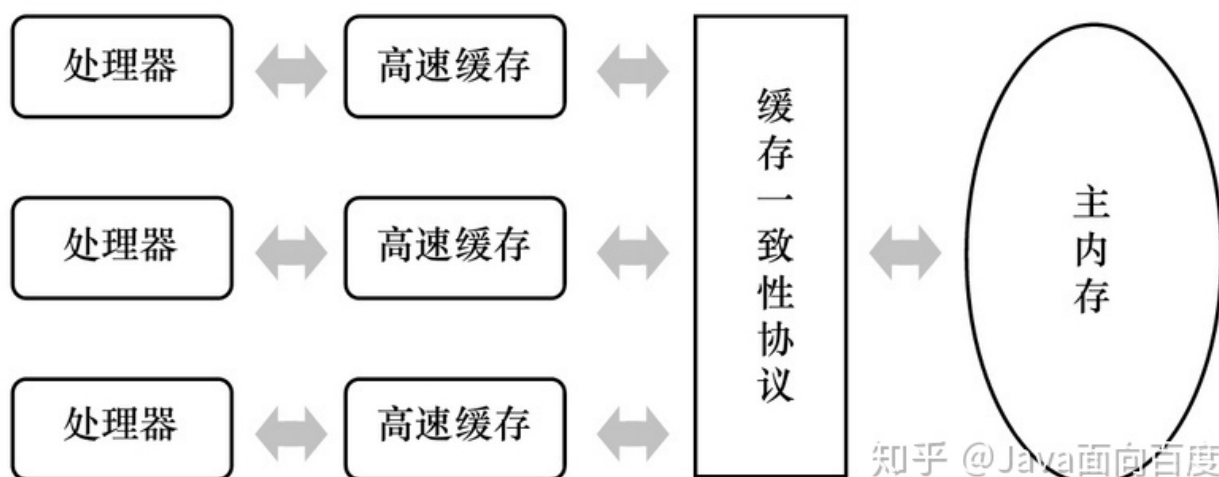 处理器
高速缓存
处理器
高速缓存
处理器
高速缓存
缓存一致性协议
主内存
知乎 @Java面向百度